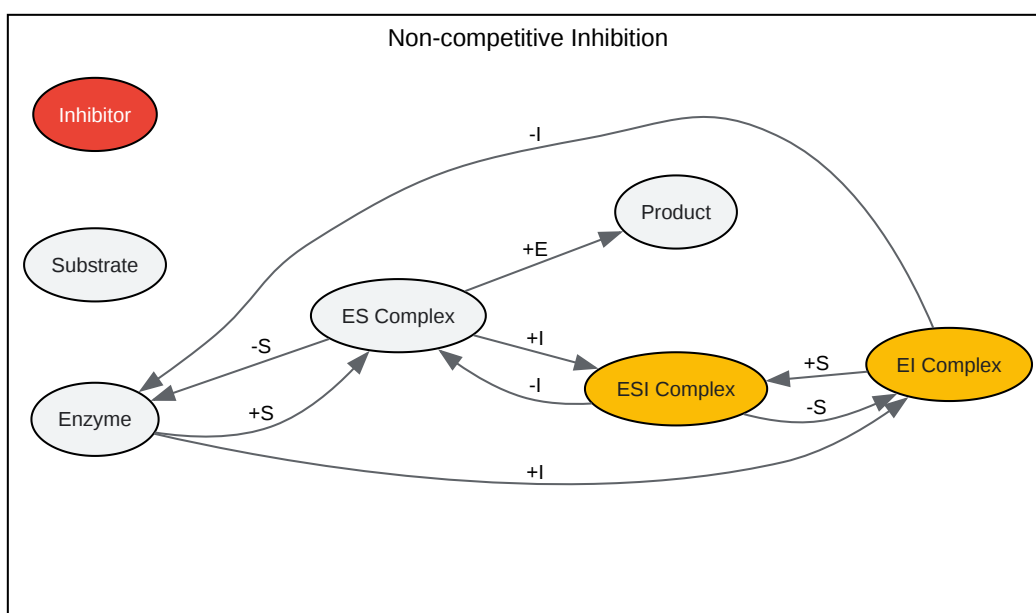 Non-competitive Inhibition
Inhibitor
-I
Product
Substrate
+E
ES Complex
-S
+I
+S
EI Complex
ESI Complex
-I
Enzyme
+S
-S
+I